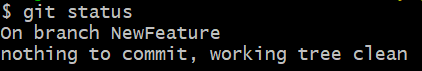 $ git status
On branch NewFeature
nothing to commit, working tree clean